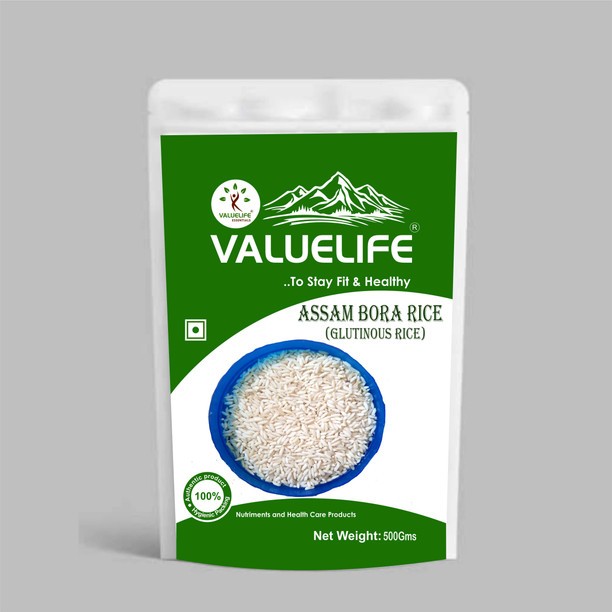 VALUELIFE
ESSENTIALS
VALUELIFE ®
..To Stay Fit & Healthy
ASSAM BORA RICE
(GLUTINOUS RICE)
Authentic product
100%
Hygienic Packing
Nutriments and Health Care Products
Net Weight: 500Gms